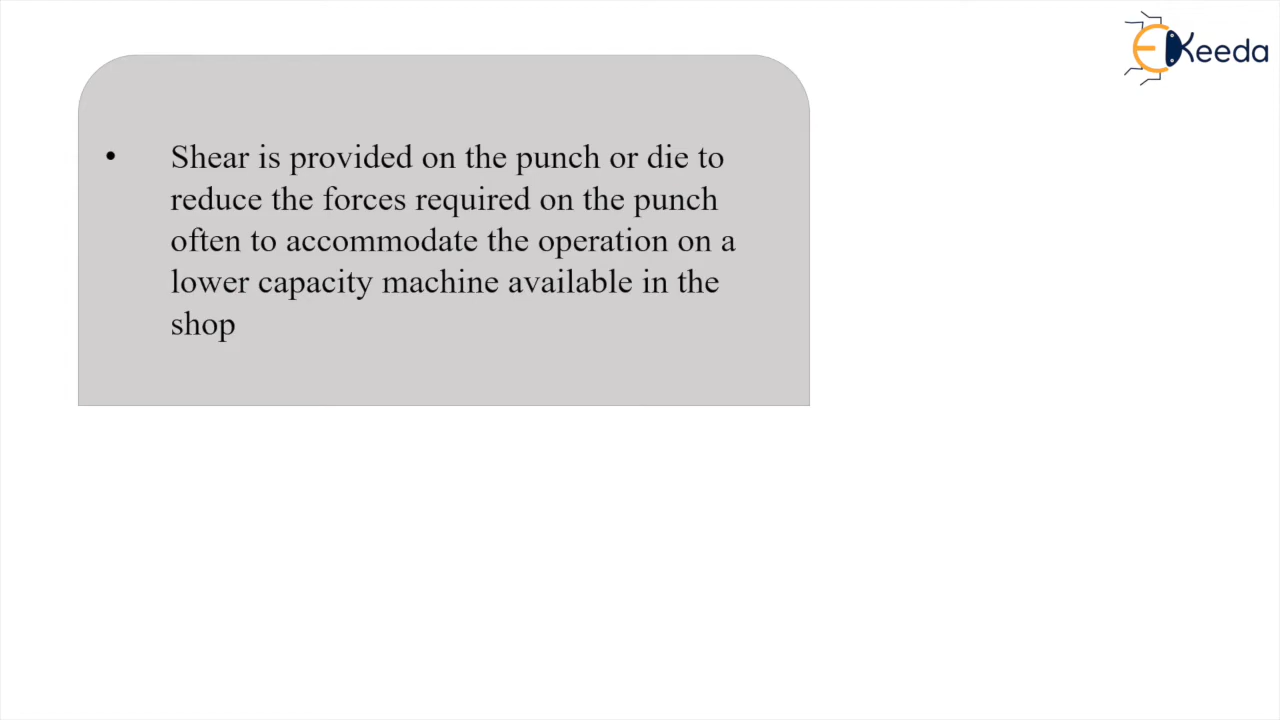 EKeeda
• Shear is provided on the punch or die to
reduce the forces required on the punch
often to accommodate the operation on a
lower capacity machine available in the
shop